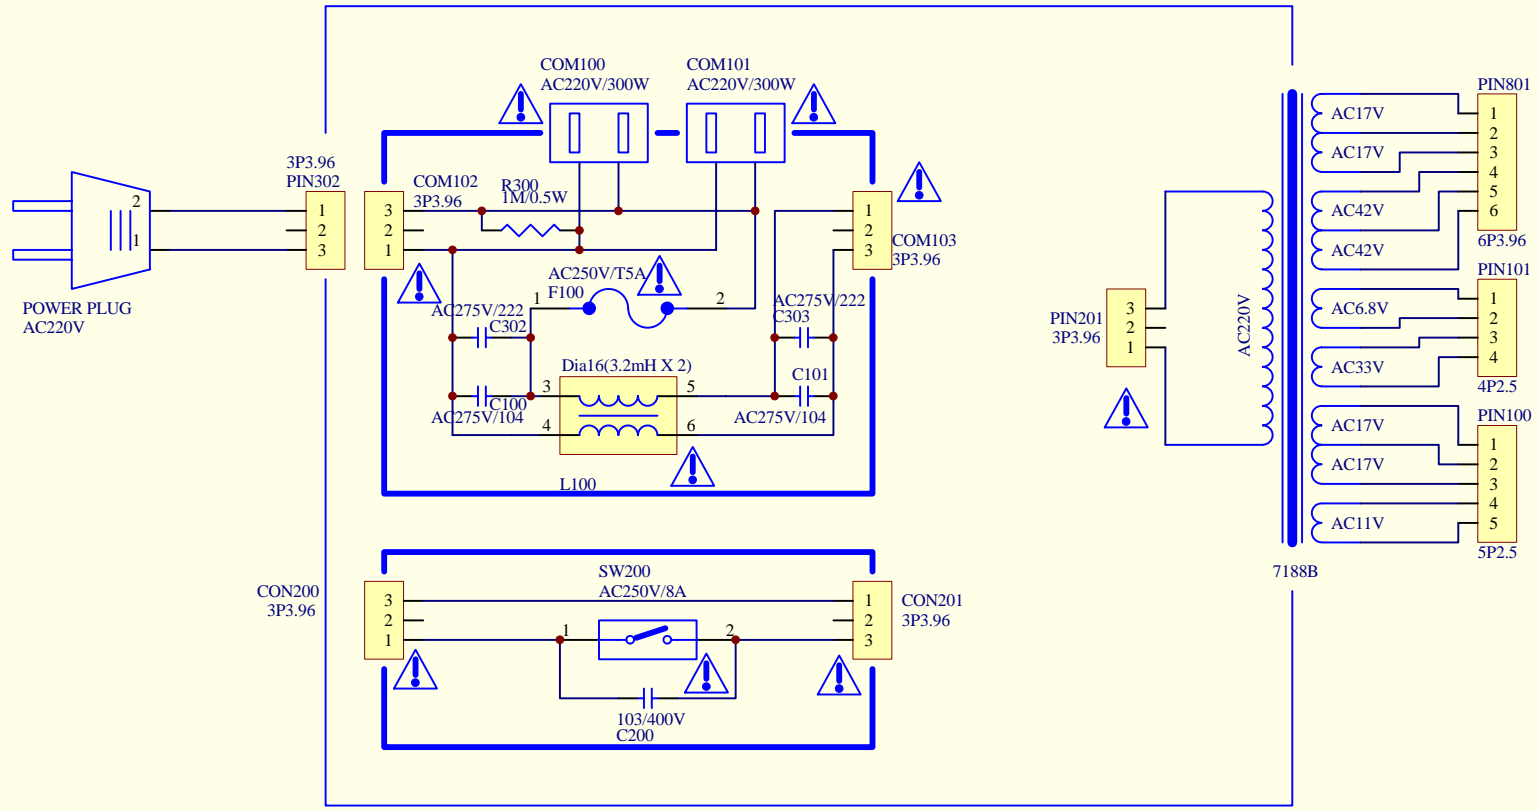 COM100
AC220V/300W
COM101
AC220V/300W
3P3.96
PIN302
1
2
3
2
1
POWER PLUG
AC220V
COM102
3P3.96
3
2
1
R300
1M/0.5W
1
2
3
COM103
3P3.96
AC250V/T5A
F100
1
2
AC275V/222
C302
AC275V/222
C303
Dia16(3.2mH X 2)
3
5
4
6
C100
AC275V/104
C101
AC275V/104
L100
CON200
3P3.96
3
2
1
SW200
AC250V/8A
1
2
103/400V
C200
1
2
3
CON201
3P3.96
PIN201
3P3.96
3
2
1
AC220V
7188B
AC17V
AC17V
AC42V
AC42V
PIN801
1
2
3
4
5
6
6P3.96
AC6.8V
AC33V
PIN101
1
2
3
4
4P2.5
AC17V
AC17V
AC11V
PIN100
1
2
3
4
5
5P2.5